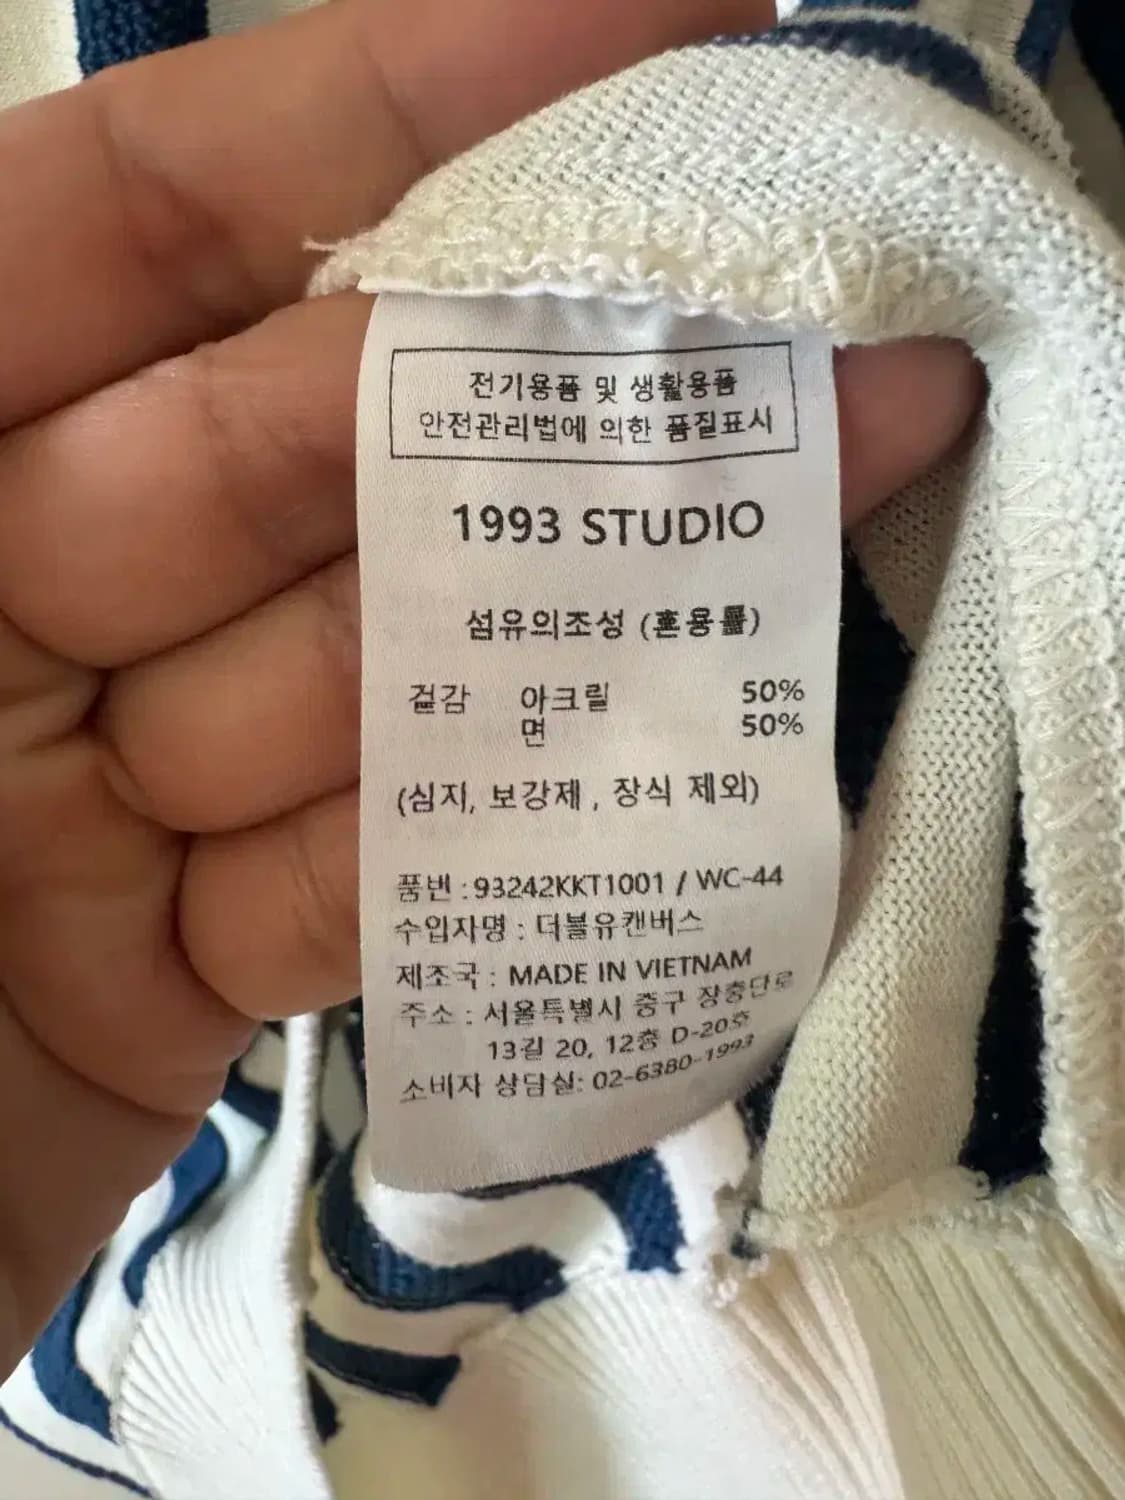 전기용품 및 생활용품
안전관리법에 의한 품질표시
1993 STUDIO
섬유의조성 (혼용률)
겉감 아크릴 50%
면 50%
(심지, 보강제, 장식 제외)
품번 : 93242KKT1001 / WC-44
수입자명 : 더블유캔버스
제조국 : MADE IN VIETNAM
주소 : 서울특별시 중구 장충단로
13길 20, 12층 D-20호
소비자 상담실: 02-6380-1993